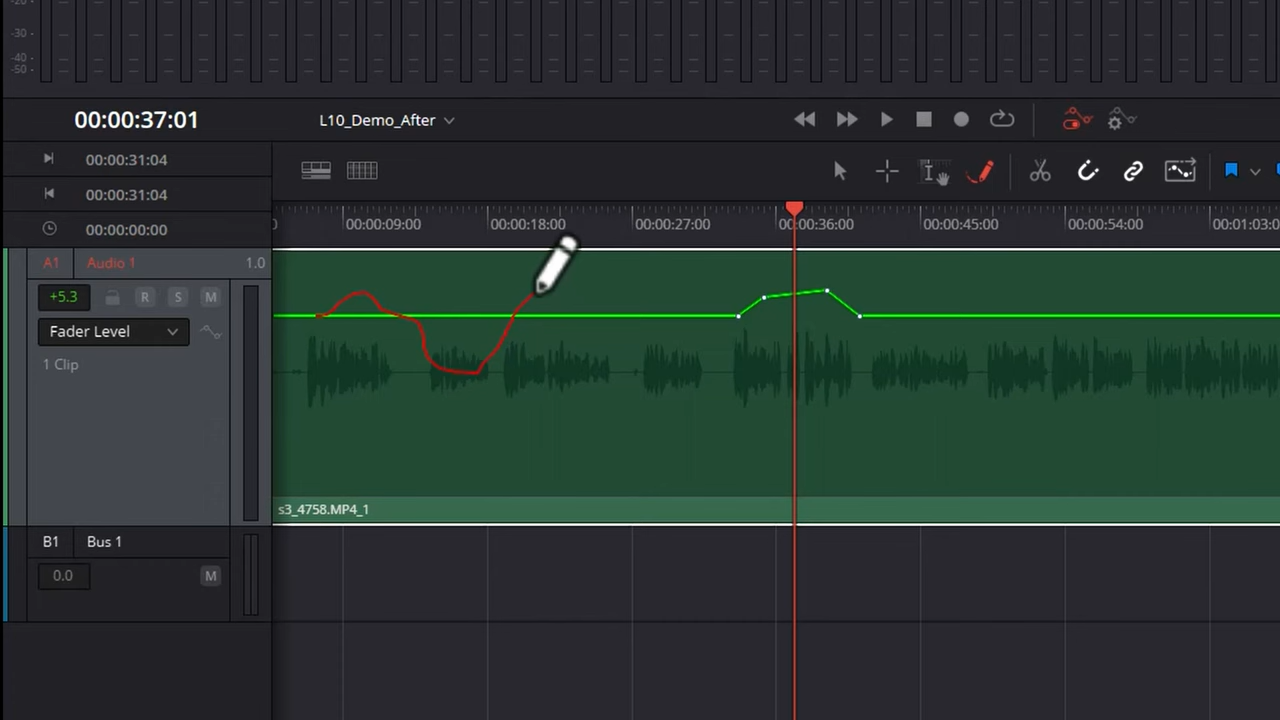 -20
-30
-40
-50
00:00:37:01
L10_Demo_After
00:00:31:04
00:00:31:04
00:00:00:00
0
00:00:09:00
00:00:18:00
00:00:27:00
00:00:36:00
00:00:45:00
00:00:54:00
00:01:03:0
A1 Audio 1 1.0
+5.3 R S M
Fader Level
1 Clip
s3_4758.MP4_1
B1 Bus 1
0.0 M